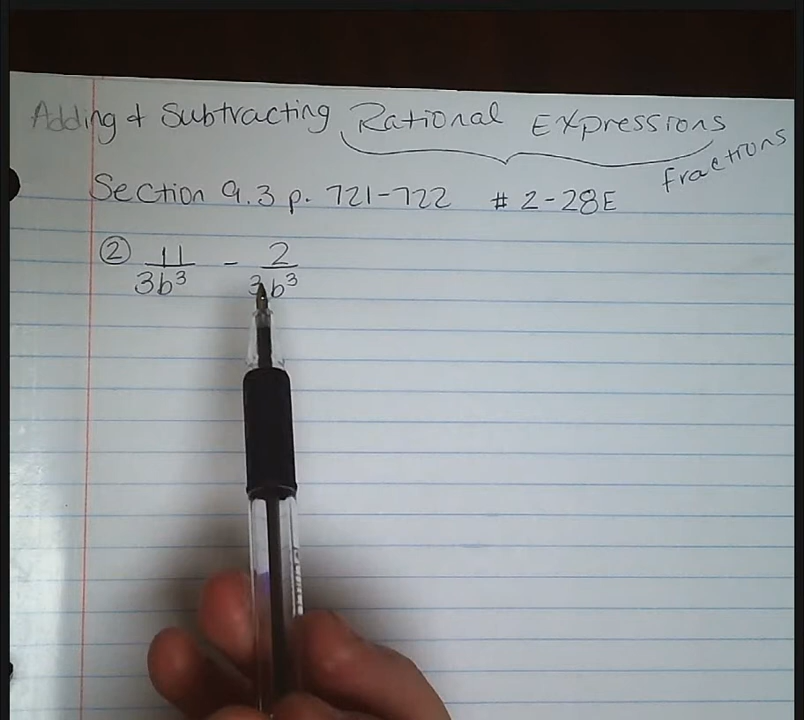 Adding & Subtracting Rational Expressions
fractions
Section 9.3 p. 721-722 # 2-28E
② 11/3b³ - 2/3b³